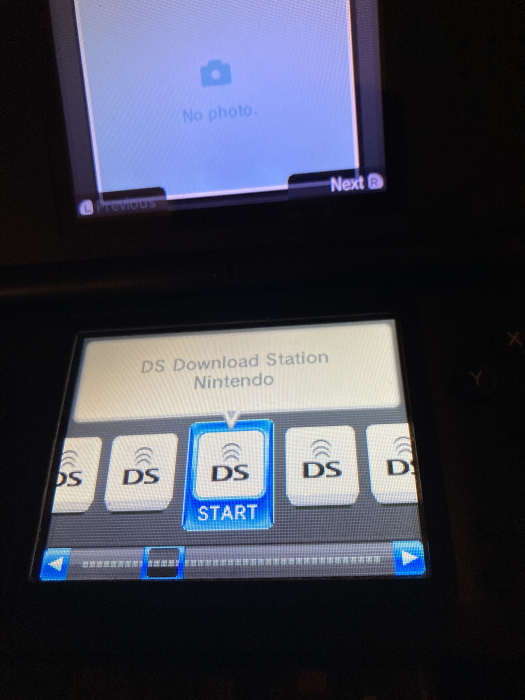 No photo.
L Previous
Next R
DS Download Station
Nintendo
DS DS DS DS DS
START
X
Y